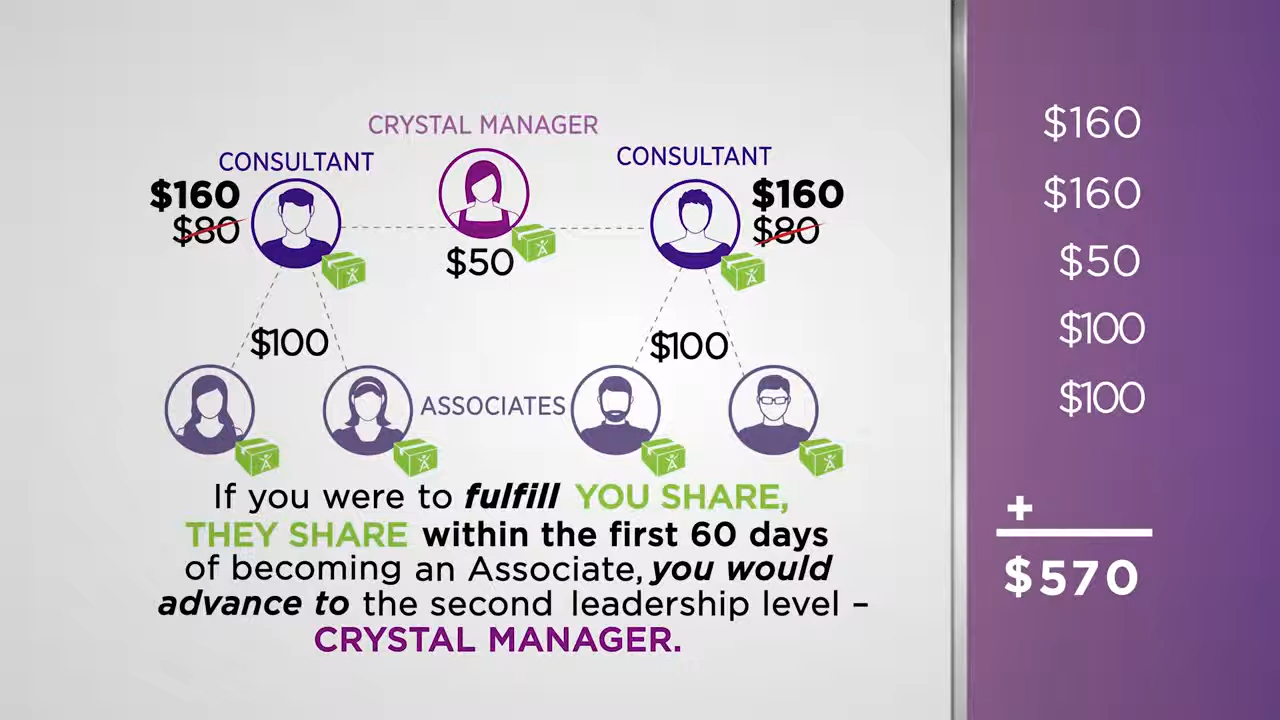 CRYSTAL MANAGER
CONSULTANT
CONSULTANT
$160
$80
$160
$80
$50
$100
$100
ASSOCIATES
If you were to fulfill YOU SHARE,
THEY SHARE within the first 60 days
of becoming an Associate, you would
advance to the second leadership level –
CRYSTAL MANAGER.
$160
$160
$50
$100
$100
+
$570